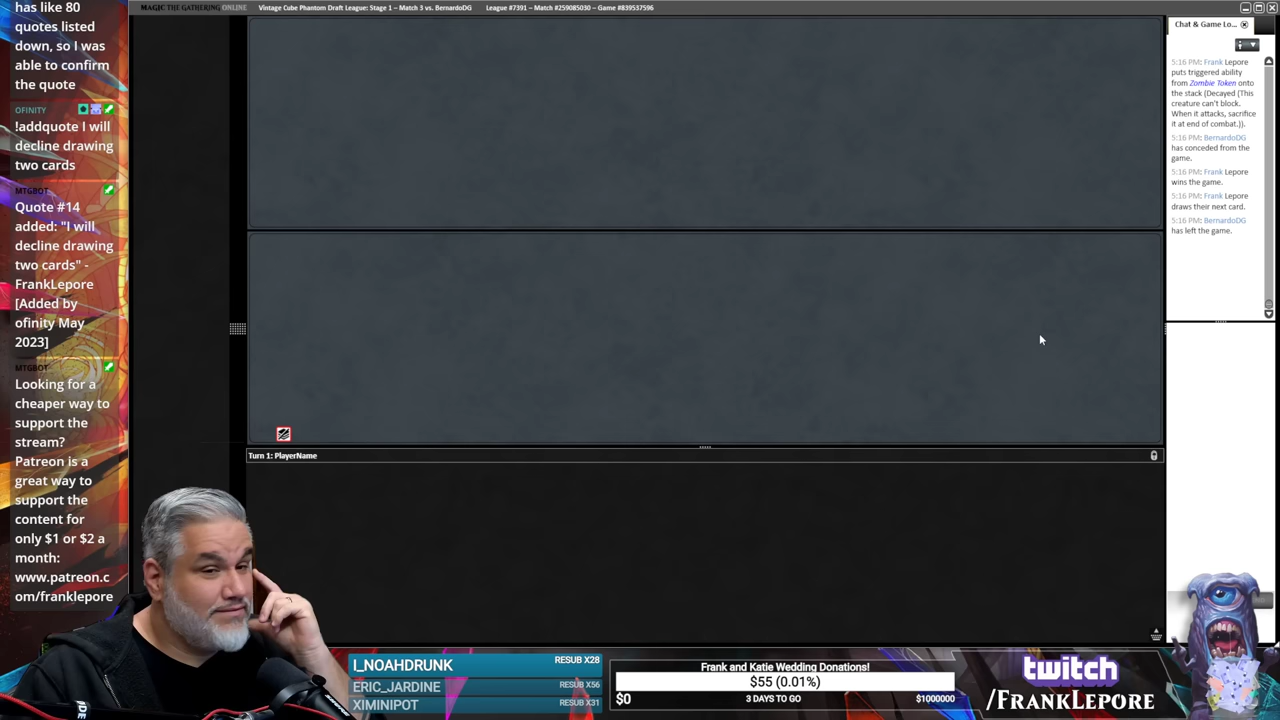 MAGIC THE GATHERING ONLINE
Vintage Cube Phantom Draft League: Stage 1 – Match 3 vs. BernardoDG
League #7391 – Match #259085030 – Game #839537596
has like 80
quotes listed
down, so I was
able to confirm
the quote
OFINITY
!addquote I will
decline drawing
two cards
MTGBOT
Quote #14
added: "I will
decline drawing
two cards" -
FrankLepore
[Added by
ofinity May
2023]
MTGBOT
Looking for a
cheaper way to
support the
stream?
Patreon is a
great way to
support the
content for
only $1 or $2 a
month:
www.patreon.c
om/franklepore
Turn 1: PlayerName
Chat & Game Lo...
5:16 PM: Frank Lepore
puts triggered ability
from Zombie Token onto
the stack (Decayed (This
creature can't block.
When it attacks, sacrifice
it at end of combat.)).
5:16 PM: BernardoDG
has conceded from the
game.
5:16 PM: Frank Lepore
wins the game.
5:16 PM: Frank Lepore
draws their next card.
5:16 PM: BernardoDG
has left the game.
I_NOAHDRUNK RESUB X28
ERIC_JARDINE RESUB X56
XIMINIPOT RESUB X31
Frank and Katie Wedding Donations!
$55 (0.01%)
$0 3 DAYS TO GO $1000000
twitch
/FRANKLEPORE